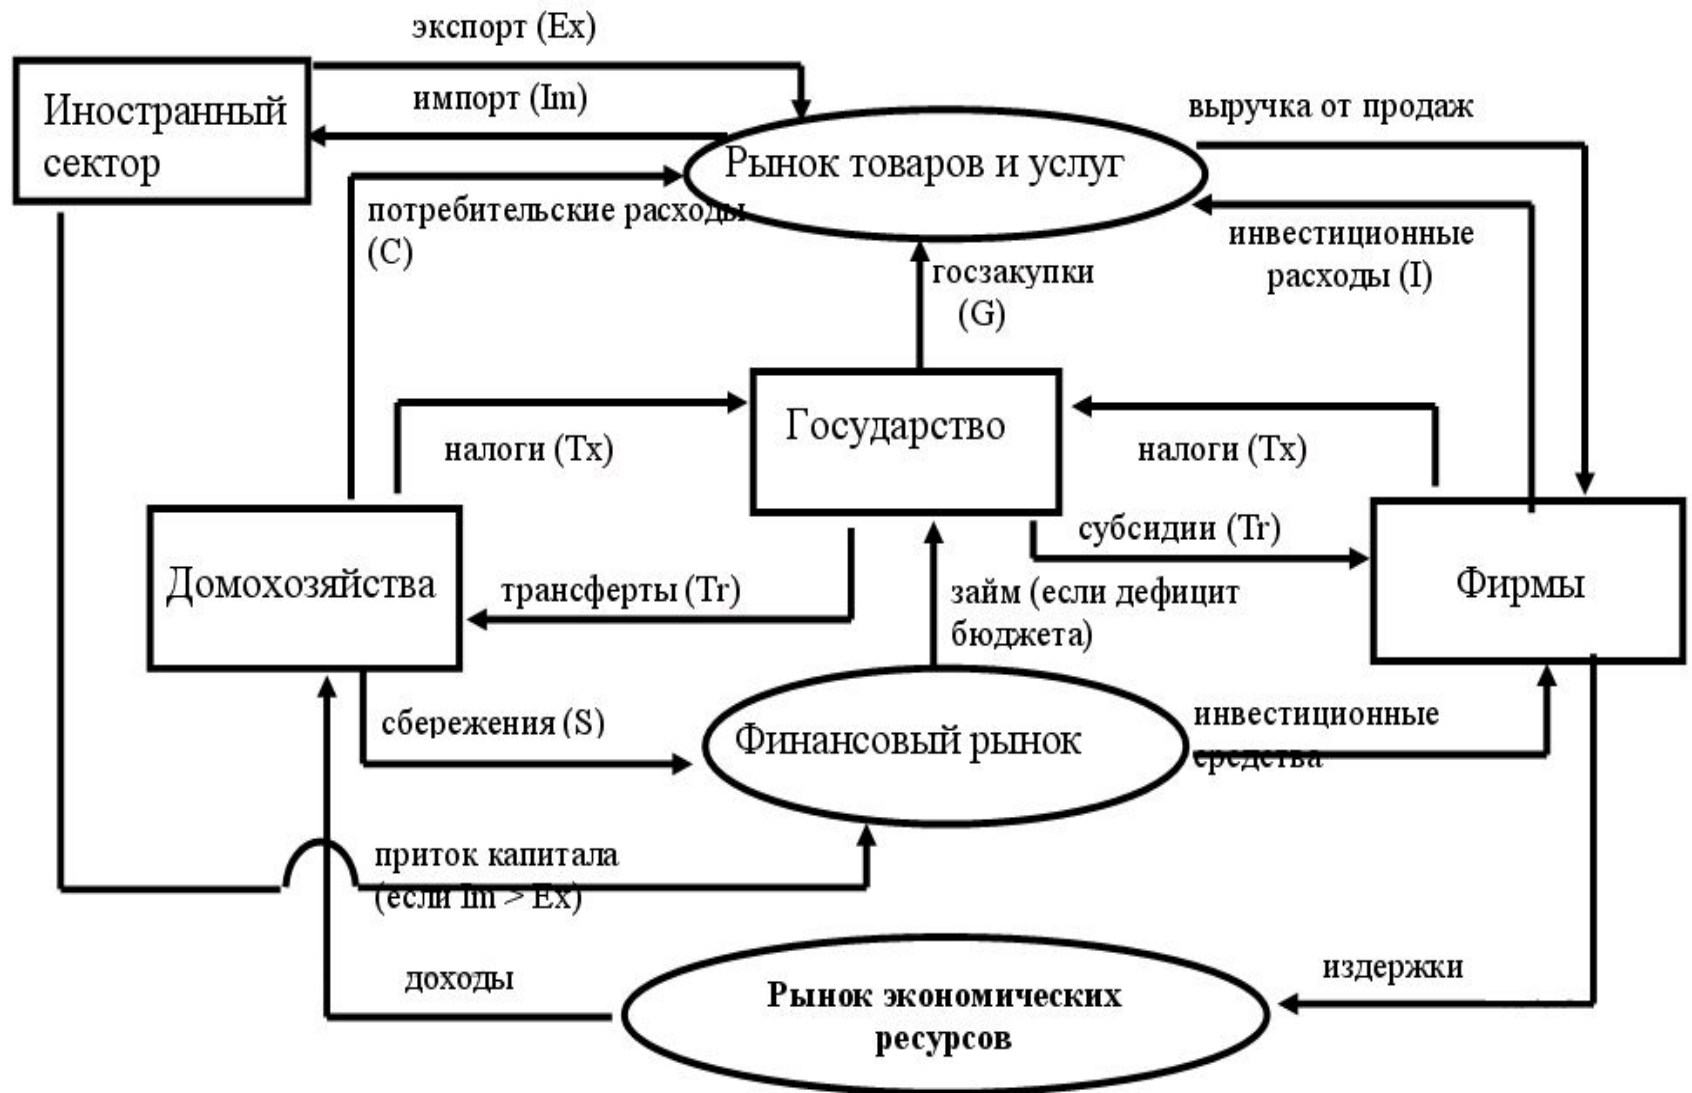 экспорт (Ex)
Иностранный
сектор
импорт (Im)
выручка от продаж
Рынок товаров и услуг
потребительские расходы
(C)
инвестиционные
расходы (I)
госзакупки
(G)
Государство
налоги (Tx)
налоги (Tx)
субсидии (Tr)
Домохозяйства
Фирмы
трансферты (Tr)
займ (если дефицит
бюджета)
сбережения (S)
Финансовый рынок
инвестиционные
средства
приток капитала
(если Im > Ex)
доходы
издержки
Рынок экономических
ресурсов